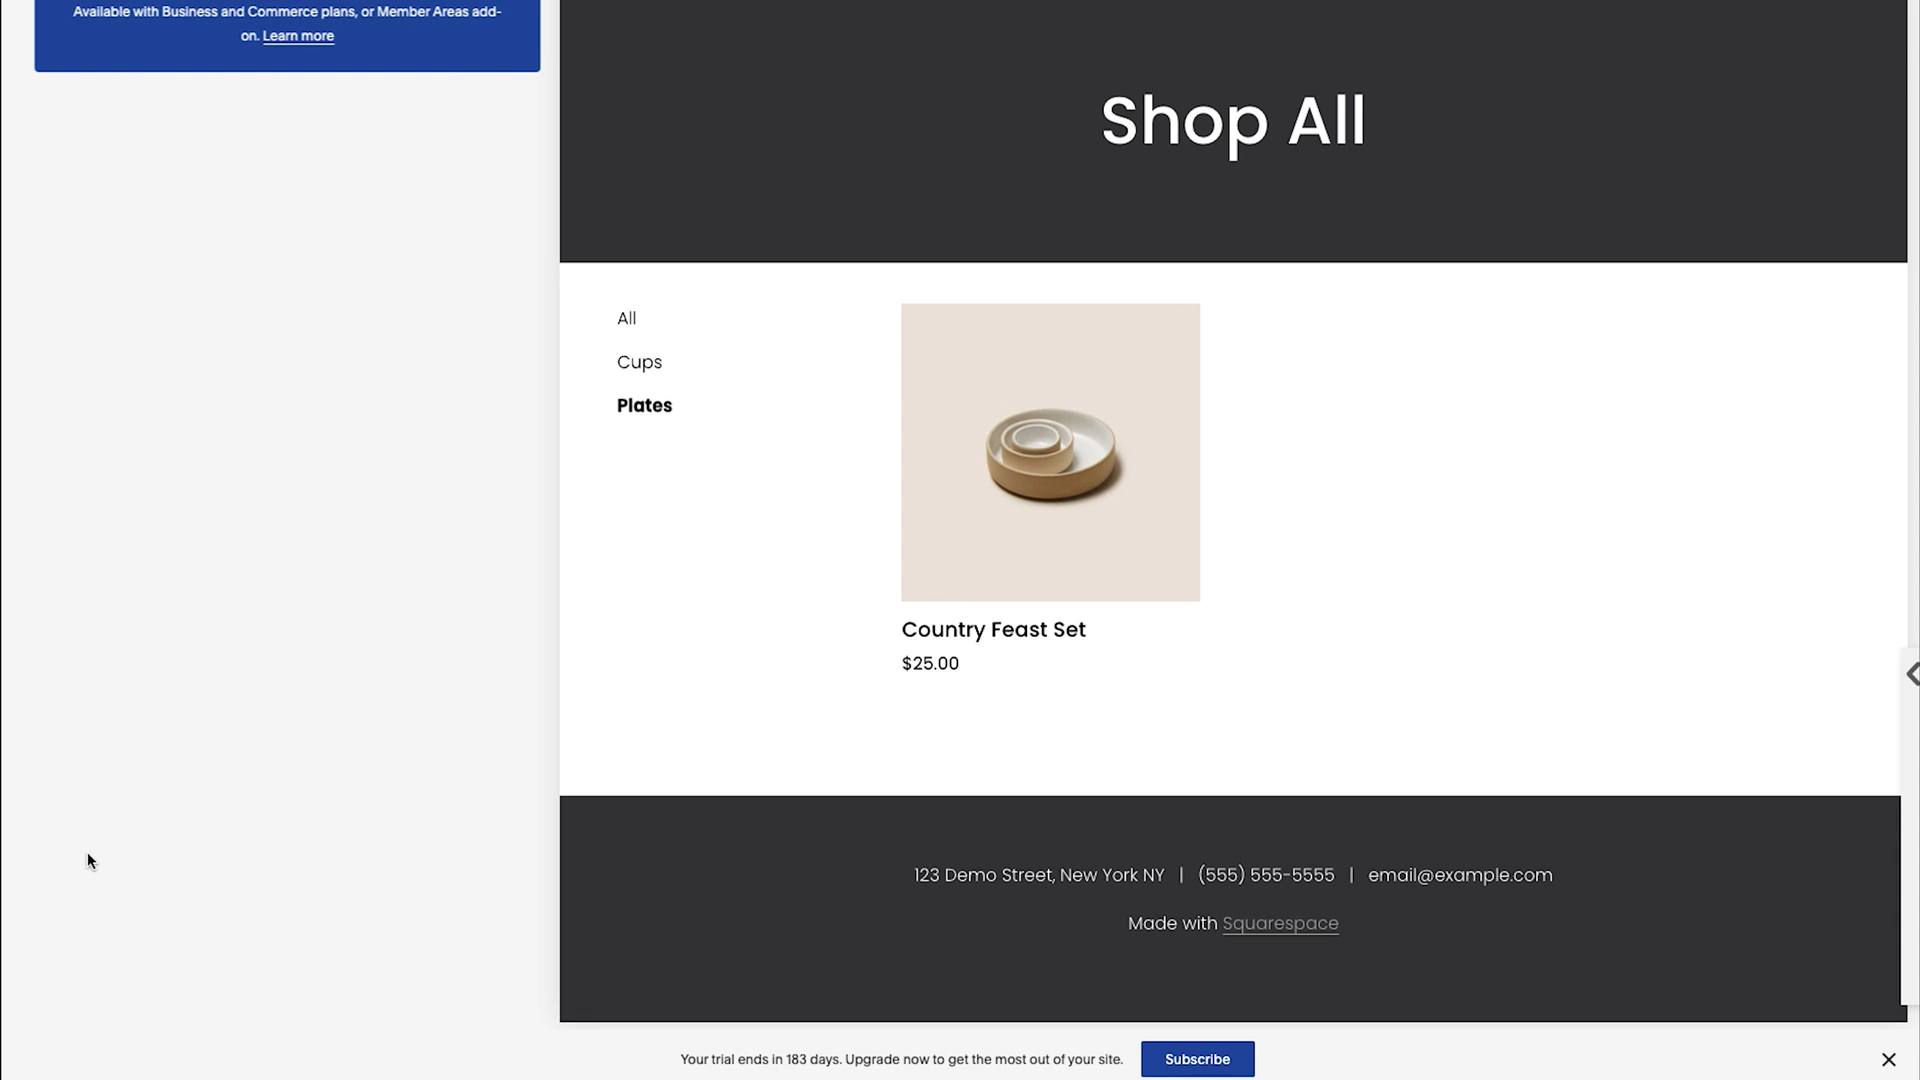 Available with Business and Commerce plans, or Member Areas add-
on. Learn more
Shop All
All
Cups
Plates
Country Feast Set
$25.00
123 Demo Street, New York NY | (555) 555-5555 | email@example.com
Made with Squarespace
Your trial ends in 183 days. Upgrade now to get the most out of your site.
Subscribe